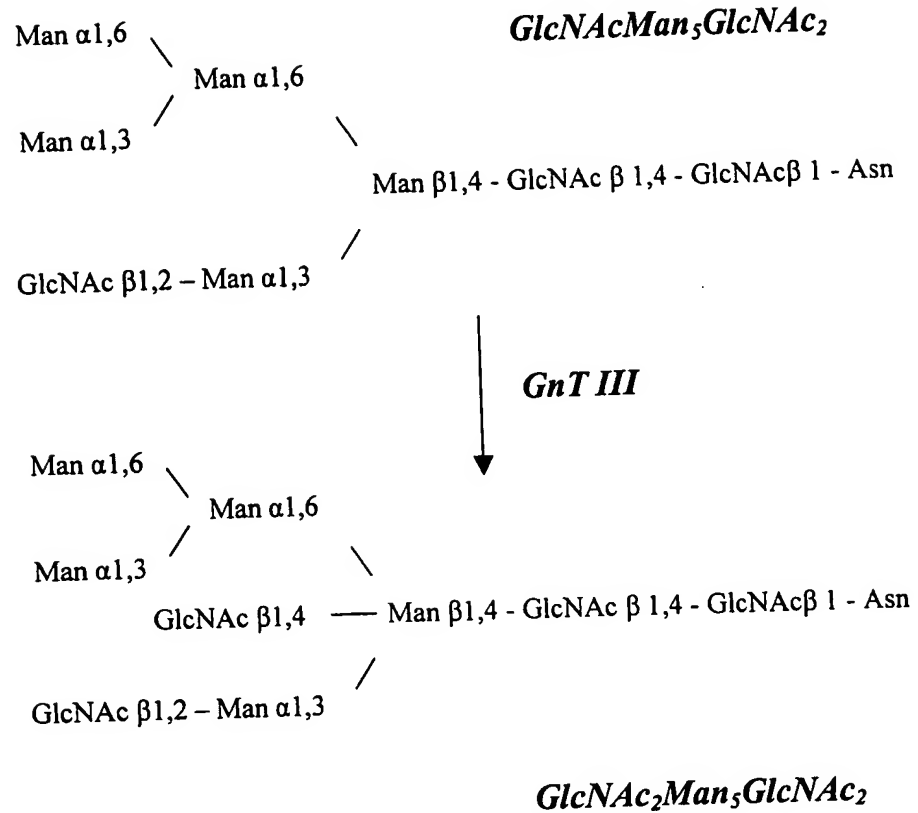 Man α1,6
GlcNAcMan₅GlcNAc₂
Man α1,6
Man α1,3
Man β1,4 - GlcNAc β 1,4 - GlcNAcβ 1 - Asn
GlcNAc β1,2 – Man α1,3
GnT III
Man α1,6
Man α1,6
Man α1,3
GlcNAc β1,4 — Man β1,4 - GlcNAc β 1,4 - GlcNAcβ 1 - Asn
GlcNAc β1,2 – Man α1,3
GlcNAc₂Man₅GlcNAc₂